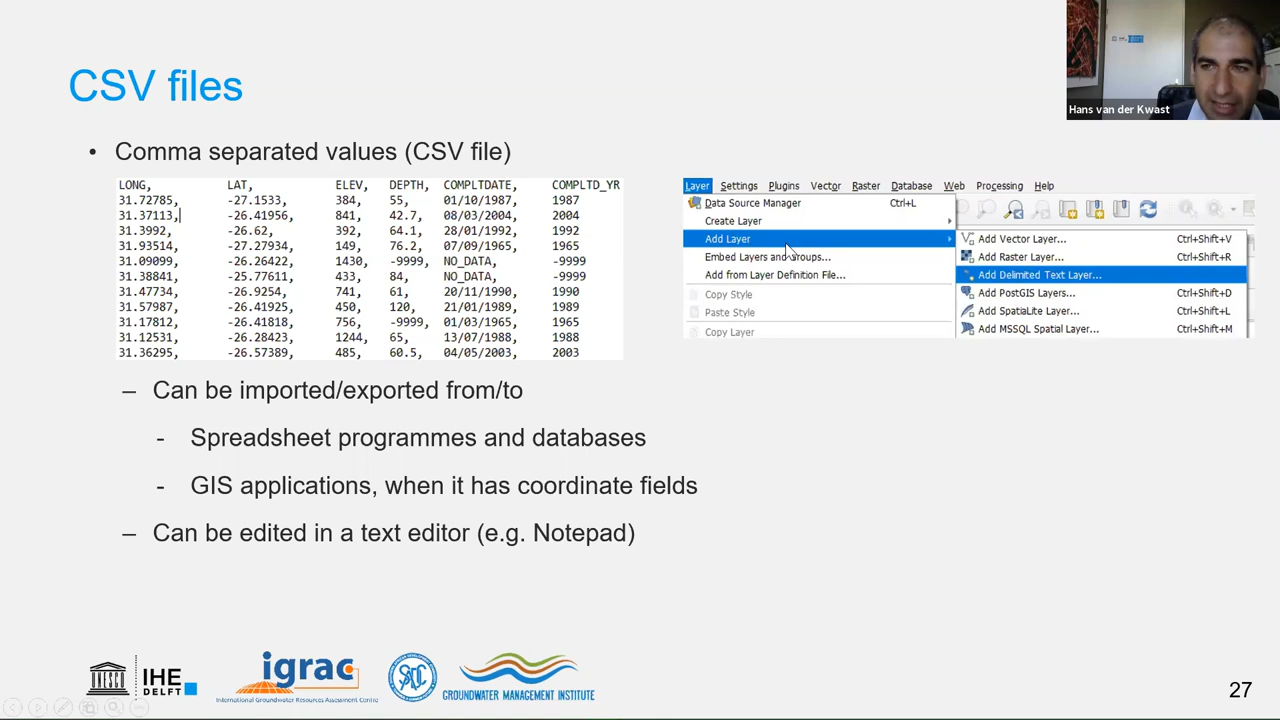 CSV files
Hans van der Kwast
• Comma separated values (CSV file)
LONG, LAT, ELEV, DEPTH, COMPLTDATE, COMPLTD_YR
31.72785, -27.1533, 384, 55, 01/10/1987, 1987
31.37113, -26.41956, 841, 42.7, 08/03/2004, 2004
31.3992, -26.62, 392, 64.1, 28/01/1992, 1992
31.93514, -27.27934, 149, 76.2, 07/09/1965, 1965
31.09099, -26.26422, 1430, -9999, NO_DATA, -9999
31.38841, -25.77611, 433, 84, NO_DATA, -9999
31.47734, -26.9254, 741, 61, 20/11/1990, 1990
31.57987, -26.41925, 450, 120, 21/01/1989, 1989
31.17812, -26.41818, 756, -9999, 01/03/1965, 1965
31.12531, -26.28423, 1244, 65, 13/07/1988, 1988
31.36295, -26.57389, 485, 60.5, 04/05/2003, 2003
Layer Settings Plugins Vector Raster Database Web Processing Help
Data Source Manager Ctrl+L
Create Layer
Add Layer
Embed Layers and Groups...
Add from Layer Definition File...
Copy Style
Paste Style
Copy Layer
Add Vector Layer... Ctrl+Shift+V
Add Raster Layer... Ctrl+Shift+R
Add Delimited Text Layer...
Add PostGIS Layers... Ctrl+Shift+D
Add SpatiaLite Layer... Ctrl+Shift+L
Add MSSQL Spatial Layer... Ctrl+Shift+M
– Can be imported/exported from/to
- Spreadsheet programmes and databases
- GIS applications, when it has coordinate fields
– Can be edited in a text editor (e.g. Notepad)
UNESCO
IHE
DELFT
igrac
International Groundwater Resources Assessment Centre
GROUNDWATER MANAGEMENT INSTITUTE
27